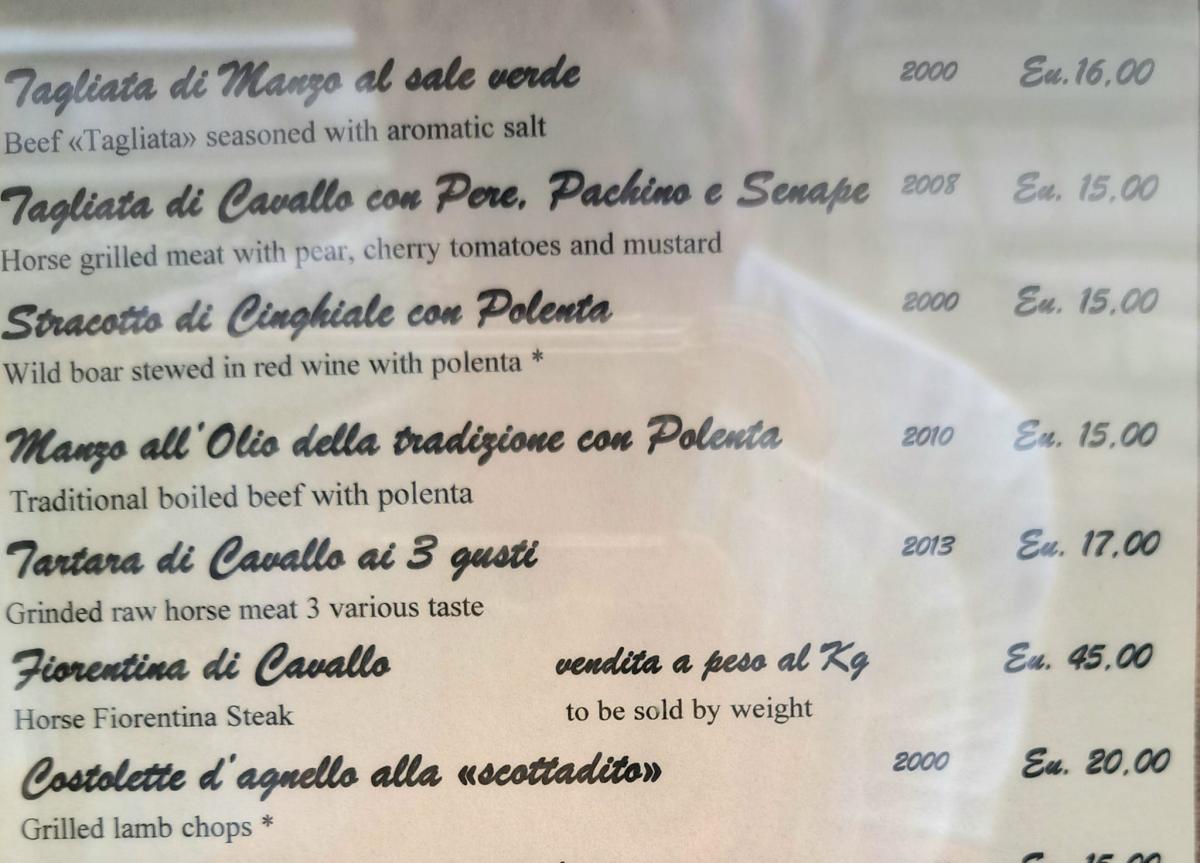 Tagliata di Manzo al sale verde 2000 Eu.16,00
Beef «Tagliata» seasoned with aromatic salt
Tagliata di Cavallo con Pere, Pachino e Senape 2008 Eu. 15,00
Horse grilled meat with pear, cherry tomatoes and mustard
Stracotto di Cinghiale con Polenta 2000 Eu. 15,00
Wild boar stewed in red wine with polenta *
Manzo all'Olio della tradizione con Polenta 2010 Eu. 15,00
Traditional boiled beef with polenta
Tartara di Cavallo ai 3 gusti 2013 Eu. 17,00
Grinded raw horse meat 3 various taste
Fiorentina di Cavallo vendita a peso al Kg Eu. 45,00
Horse Fiorentina Steak to be sold by weight
Costolette d'agnello alla «scottadito» 2000 Eu. 20,00
Grilled lamb chops *